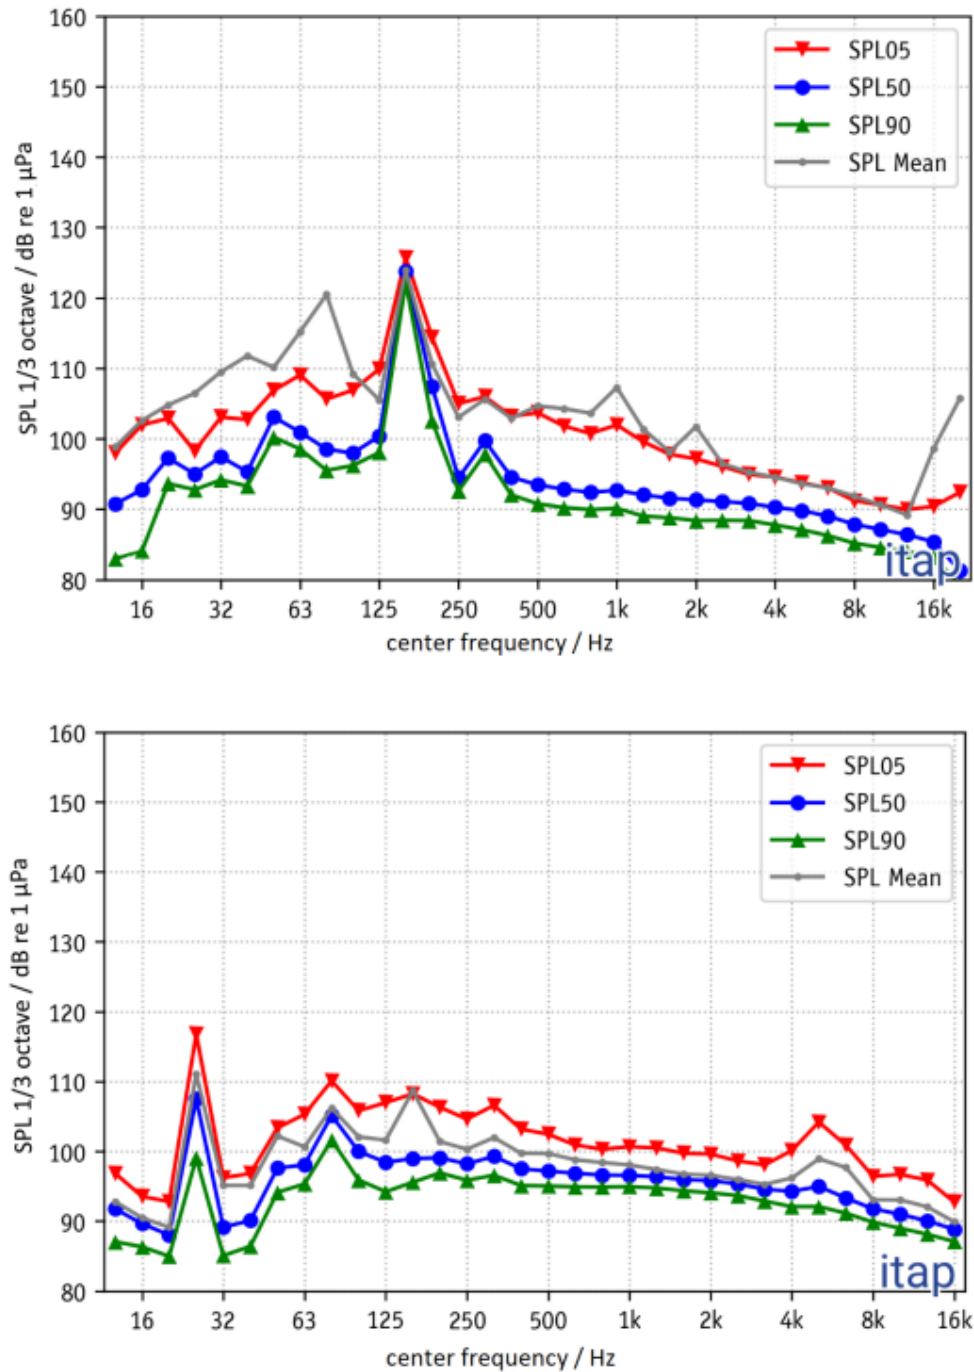 160
150
140
130
120
110
100
90
80
SPL 1/3 octave / dB re 1 µPa
SPL05
SPL50
SPL90
SPL Mean
itap
16 32 63 125 250 500 1k 2k 4k 8k 16k
center frequency / Hz
160
150
140
130
120
110
100
90
80
SPL 1/3 octave / dB re 1 µPa
SPL05
SPL50
SPL90
SPL Mean
itap
16 32 63 125 250 500 1k 2k 4k 8k 16k
center frequency / Hz